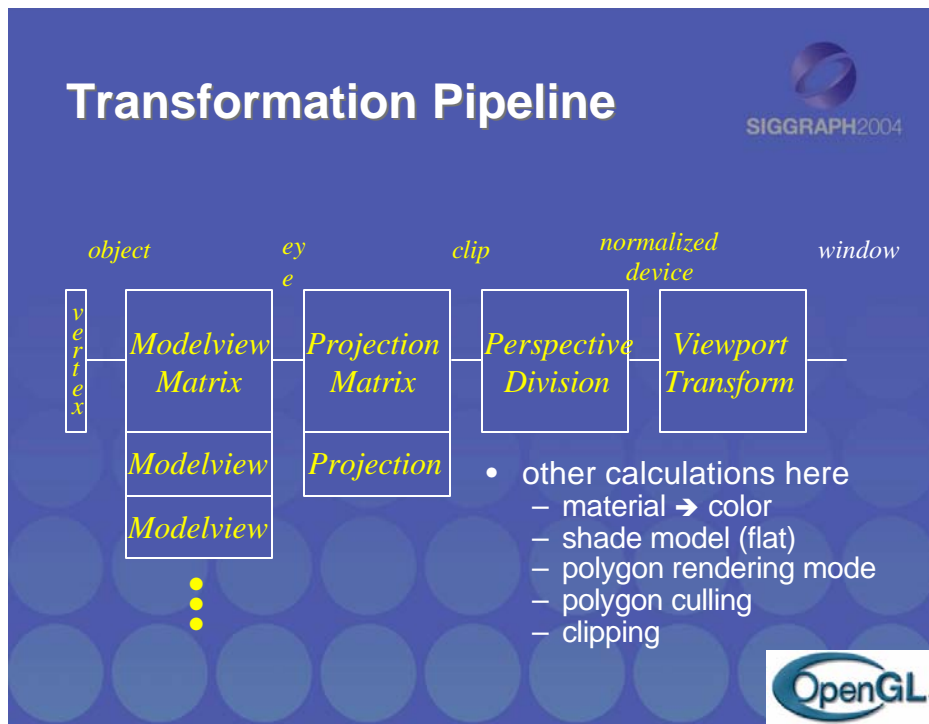 Transformation Pipeline
SIGGRAPH2004
object
ey
e
clip
normalized
device
window
vertex
Modelview
Matrix
Projection
Matrix
Perspective
Division
Viewport
Transform
Modelview
Projection
Modelview
• other calculations here
– material ➔ color
– shade model (flat)
– polygon rendering mode
– polygon culling
– clipping
OpenGL